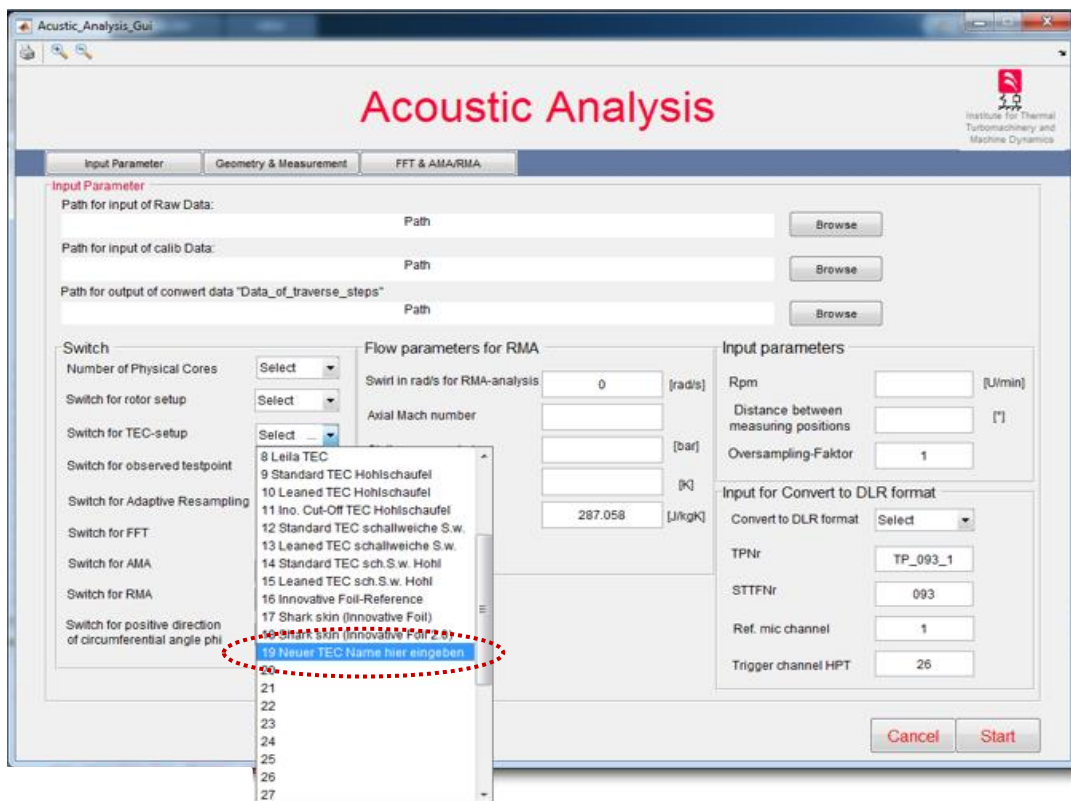 Acustic_Analysis_Gui
Acoustic Analysis
Institute for Thermal
Turbomachinery and
Machine Dynamics
Input Parameter
Geometry & Measurement
FFT & AMA/RMA
Input Parameter
Path for input of Raw Data:
Path
Browse
Path for input of calib Data:
Path
Browse
Path for output of conwert data "Data_of_traverse_steps"
Path
Browse
Switch
Number of Physical Cores
Select
Switch for rotor setup
Select
Switch for TEC-setup
Select ...
Switch for observed testpoint
Switch for Adaptive Resampling
Switch for FFT
Switch for AMA
Switch for RMA
Switch for positive direction
of circumferential angle phi
8 Leila TEC
9 Standard TEC Hohlschaufel
10 Leaned TEC Hohlschaufel
11 Ino. Cut-Off TEC Hohlschaufel
12 Standard TEC schallweiche S.w.
13 Leaned TEC schallweiche S.w.
14 Standard TEC sch.S.w. Hohl
15 Leaned TEC sch.S.w. Hohl
16 Innovative Foil-Reference
17 Shark skin (Innovative Foil)
18 Shark skin (Innovative Foil 2.0)
19 Neuer TEC Name hier eingeben
20
21
22
23
24
25
26
27
Flow parameters for RMA
Swirl in rad/s for RMA-analysis
0
[rad/s]
Axial Mach number
[bar]
[K]
287.058
[J/kgK]
Input parameters
Rpm
[U/min]
Distance between
measuring positions
[°]
Oversampling-Faktor
1
Input for Convert to DLR format
Convert to DLR format
Select
TPNr
TP_093_1
STTFNr
093
Ref. mic channel
1
Trigger channel HPT
26
Cancel
Start